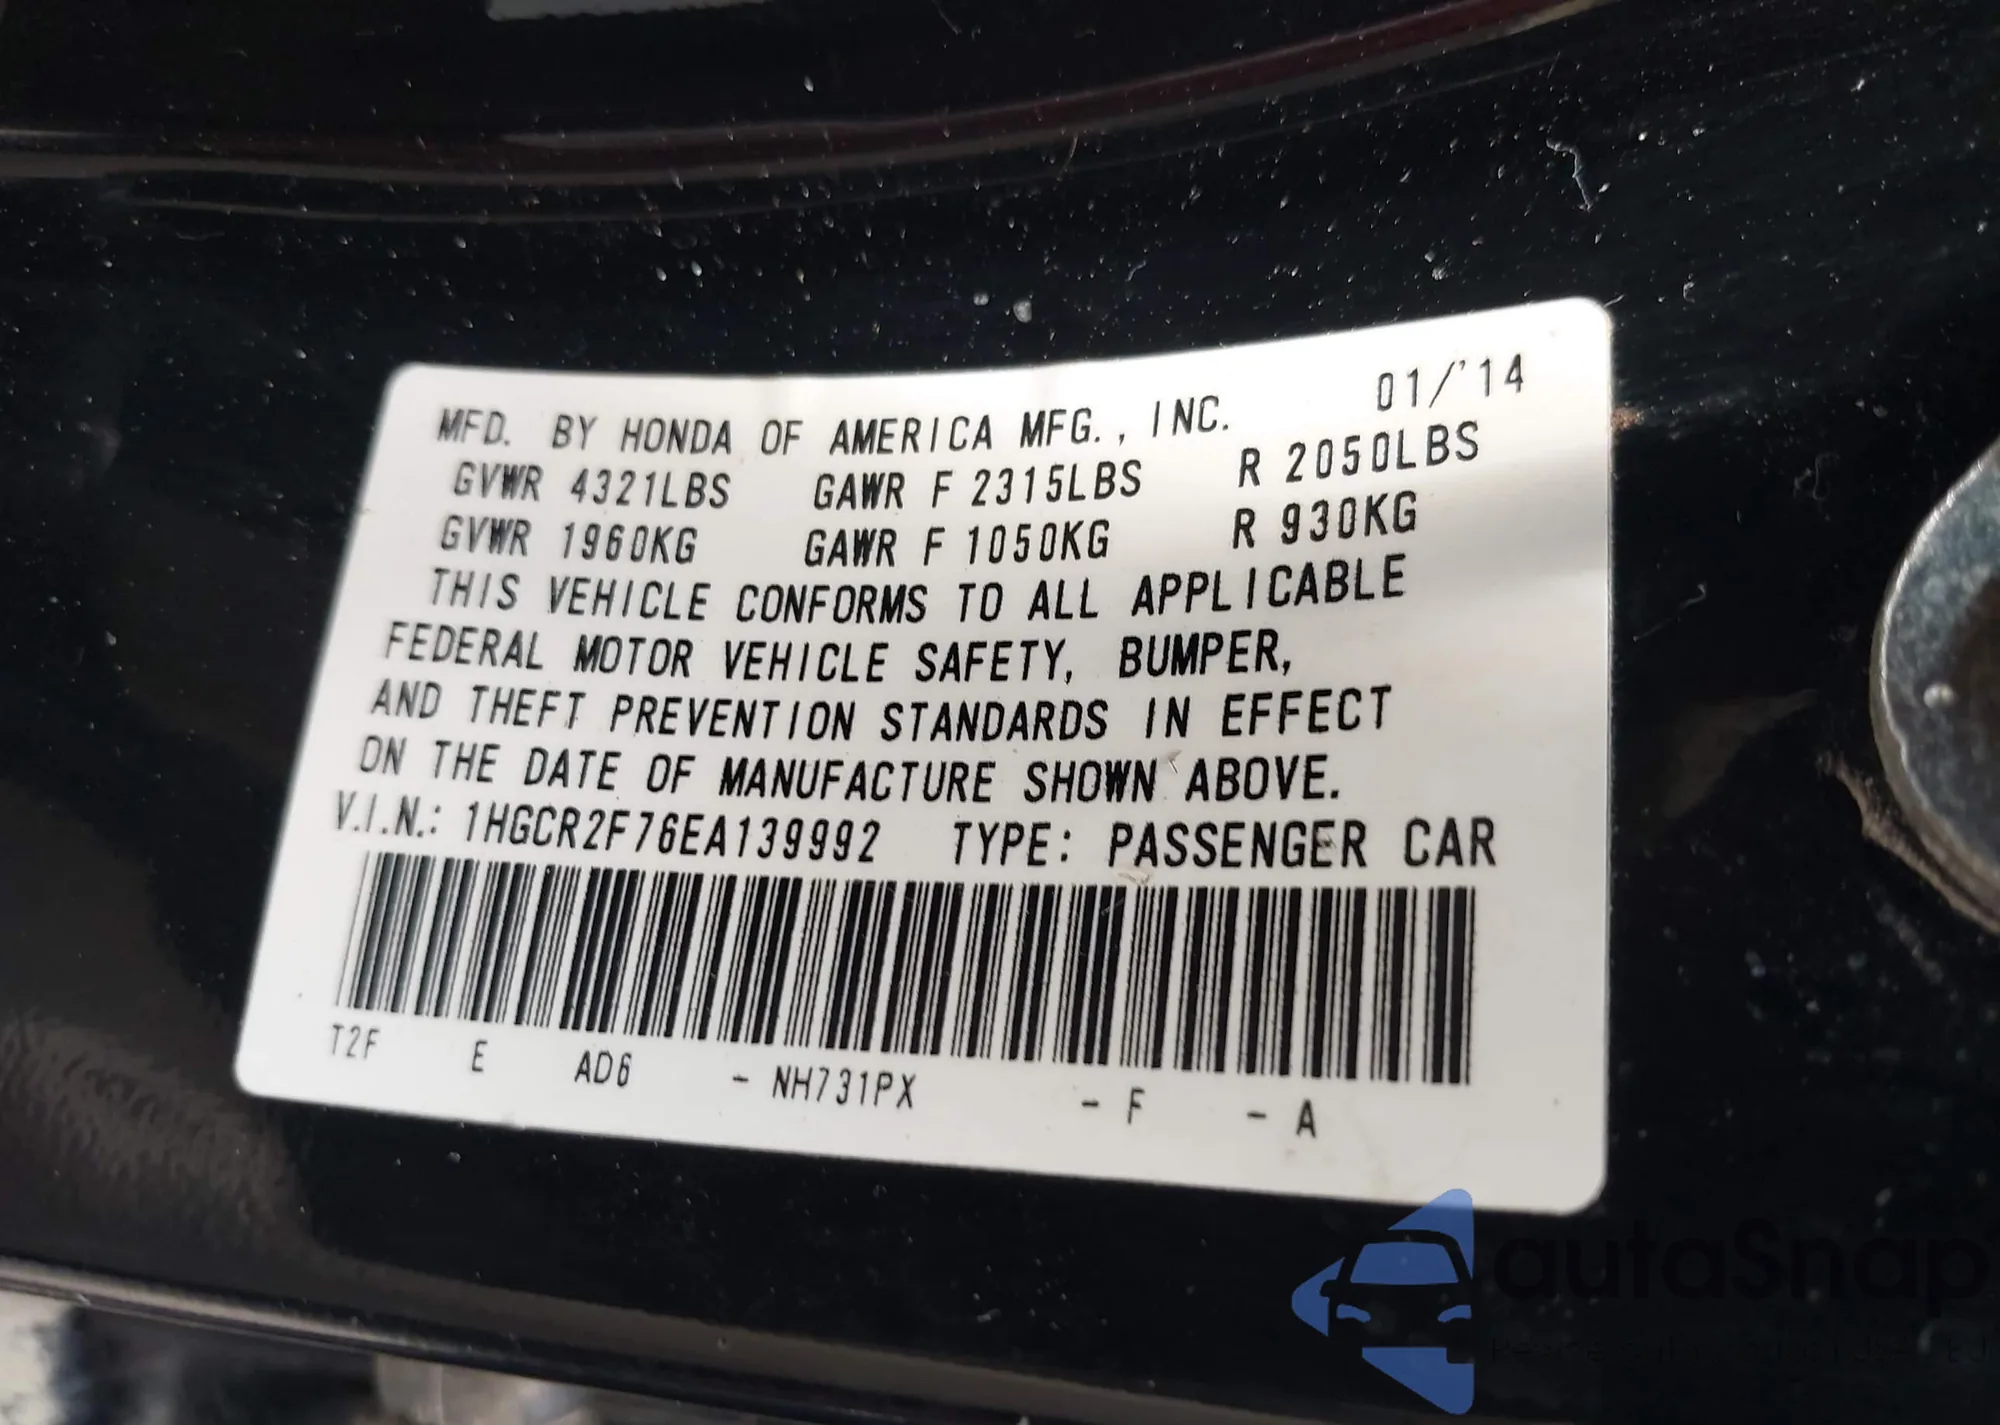 MFD. BY HONDA OF AMERICA MFG., INC. 01/'14
GVWR 4321LBS GAWR F 2315LBS R 2050LBS
GVWR 1960KG GAWR F 1050KG R 930KG
THIS VEHICLE CONFORMS TO ALL APPLICABLE
FEDERAL MOTOR VEHICLE SAFETY, BUMPER,
AND THEFT PREVENTION STANDARDS IN EFFECT
ON THE DATE OF MANUFACTURE SHOWN ABOVE.
V.I.N.: 1HGCR2F76EA139992 TYPE: PASSENGER CAR
T2F E AD6 - NH731PX - F - A
autaSnap